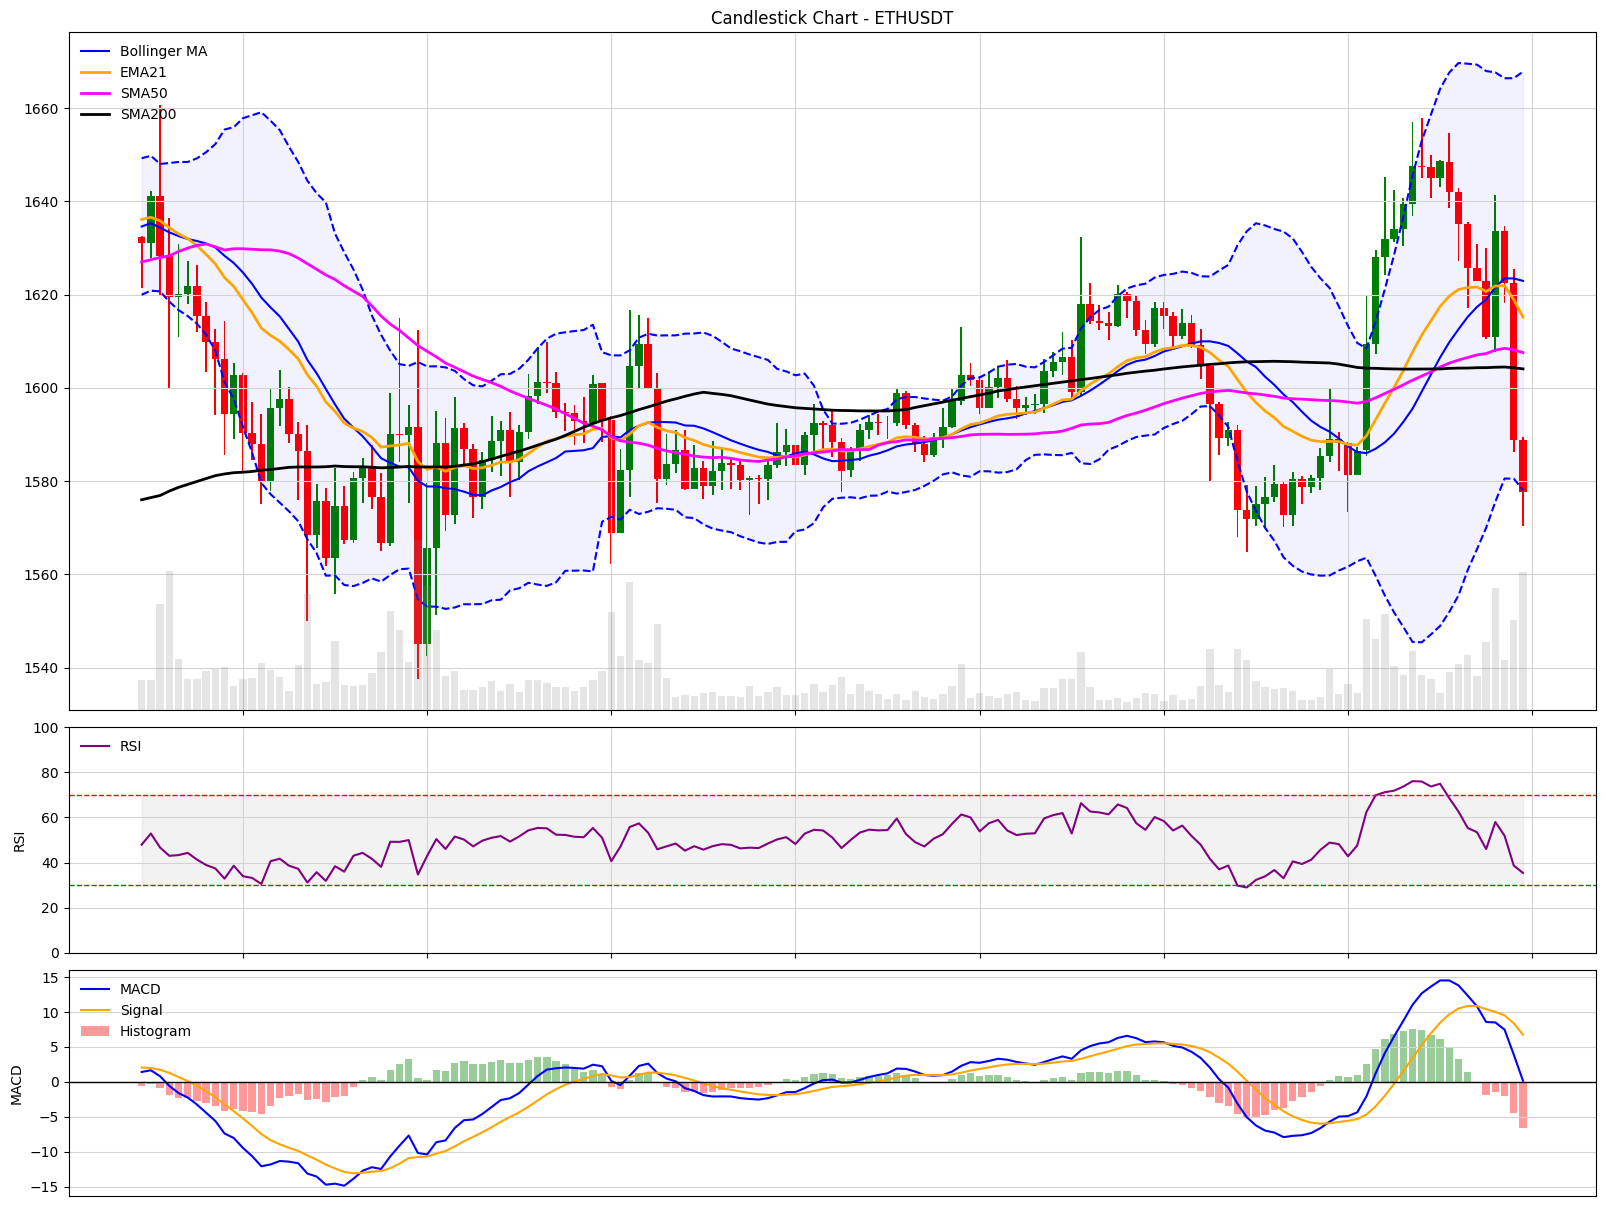 Candlestick Chart - ETHUSDT
Bollinger MA
EMA21
SMA50
SMA200
1660
1640
1620
1600
1580
1560
1540
RSI
RSI
100
80
60
40
20
0
MACD
MACD
Signal
Histogram
15
10
5
0
−5
−10
−15